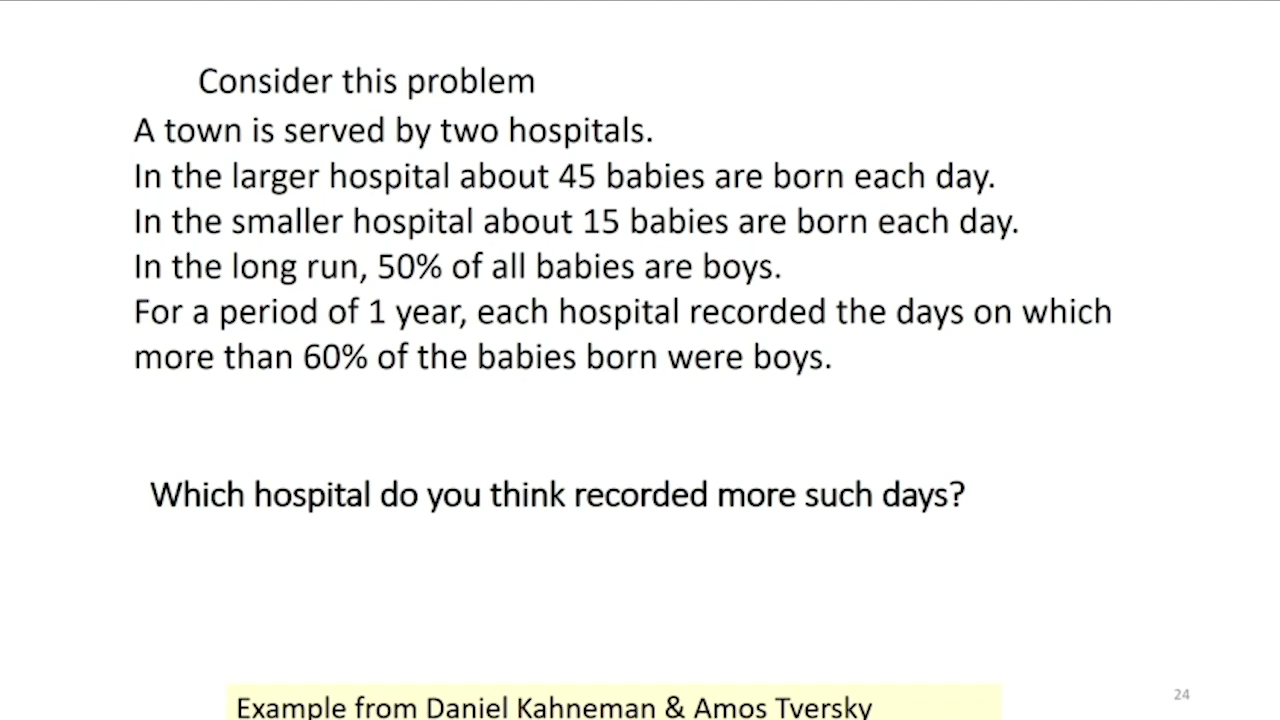 Consider this problem
A town is served by two hospitals.
In the larger hospital about 45 babies are born each day.
In the smaller hospital about 15 babies are born each day.
In the long run, 50% of all babies are boys.
For a period of 1 year, each hospital recorded the days on which
more than 60% of the babies born were boys.
Which hospital do you think recorded more such days?
Example from Daniel Kahneman & Amos Tversky
24